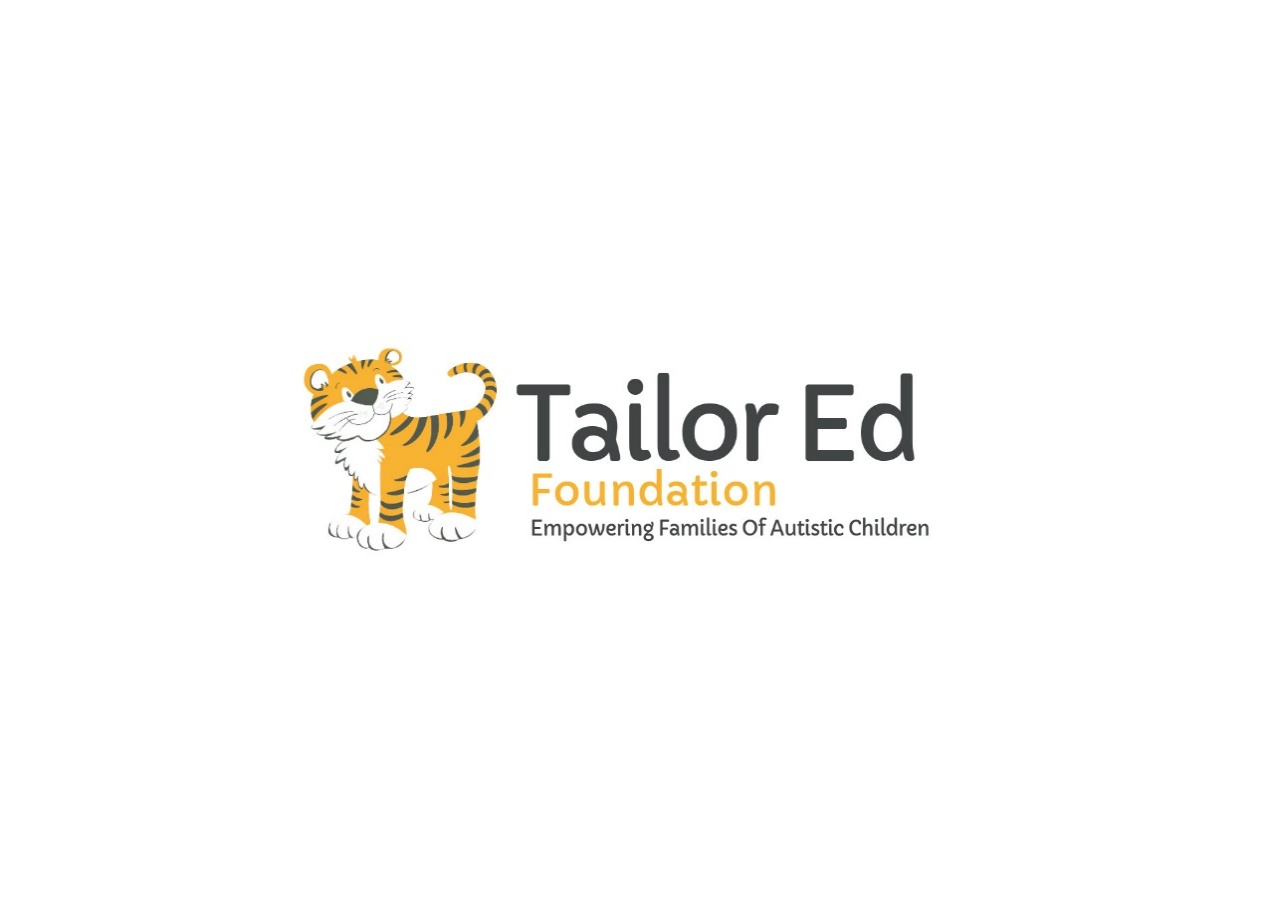 Tailor Ed
Foundation
Empowering Families Of Autistic Children